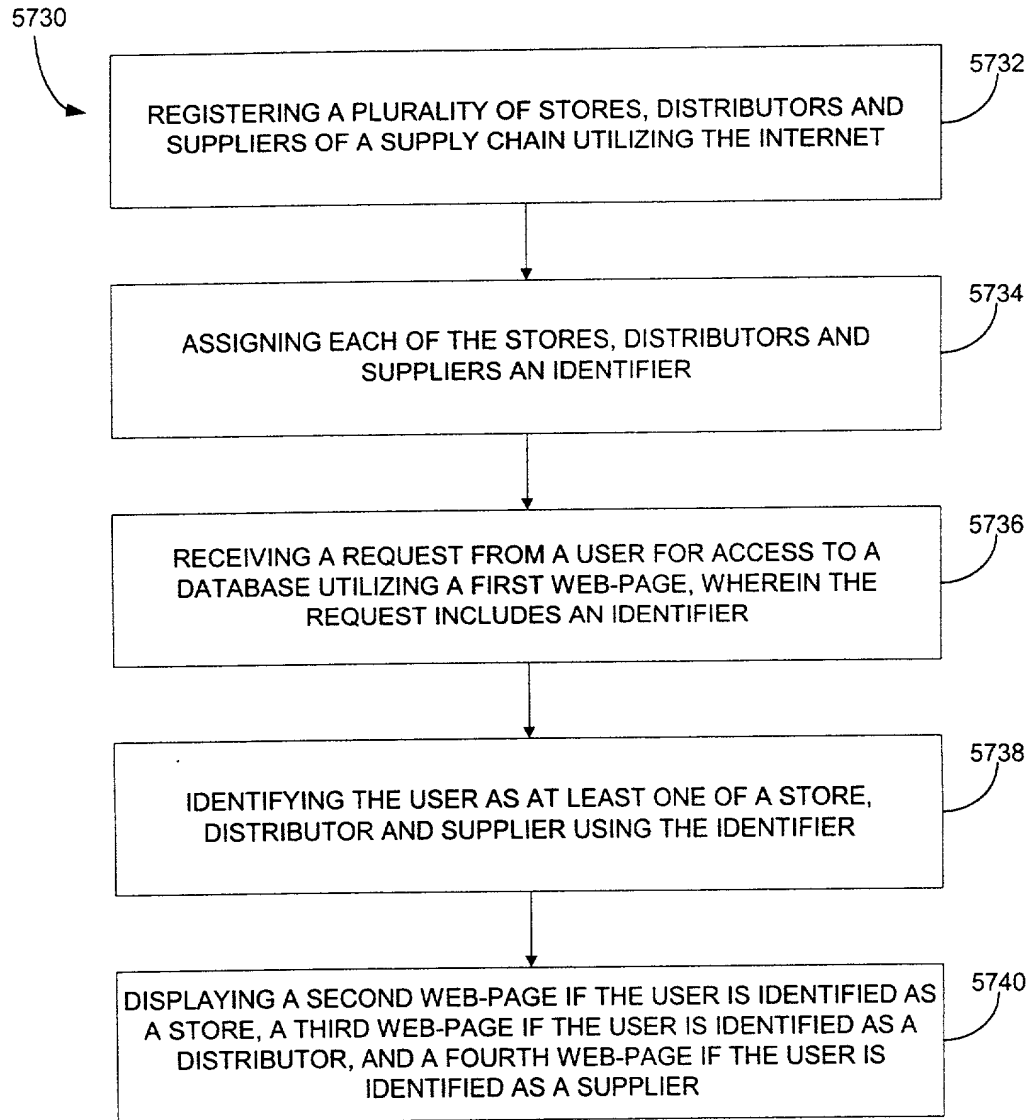 5730
5732
REGISTERING A PLURALITY OF STORES, DISTRIBUTORS AND
SUPPLIERS OF A SUPPLY CHAIN UTILIZING THE INTERNET
5734
ASSIGNING EACH OF THE STORES, DISTRIBUTORS AND
SUPPLIERS AN IDENTIFIER
5736
RECEIVING A REQUEST FROM A USER FOR ACCESS TO A
DATABASE UTILIZING A FIRST WEB-PAGE, WHEREIN THE
REQUEST INCLUDES AN IDENTIFIER
5738
IDENTIFYING THE USER AS AT LEAST ONE OF A STORE,
DISTRIBUTOR AND SUPPLIER USING THE IDENTIFIER
5740
DISPLAYING A SECOND WEB-PAGE IF THE USER IS IDENTIFIED AS
A STORE, A THIRD WEB-PAGE IF THE USER IS IDENTIFIED AS A
DISTRIBUTOR, AND A FOURTH WEB-PAGE IF THE USER IS
IDENTIFIED AS A SUPPLIER